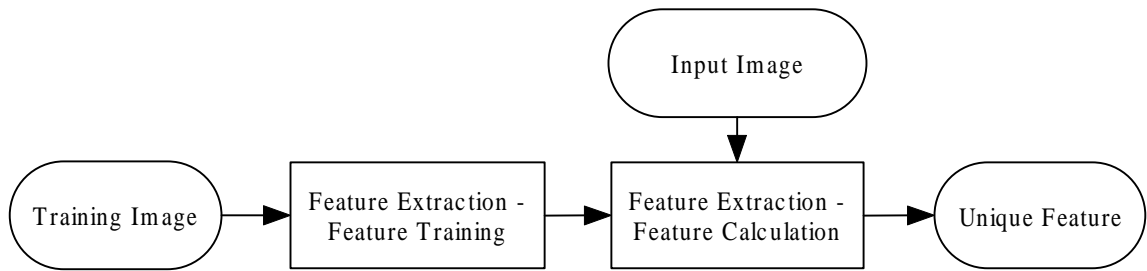 Input Image
Training Image
Feature Extraction -
Feature Training
Feature Extraction -
Feature Calculation
Unique Feature